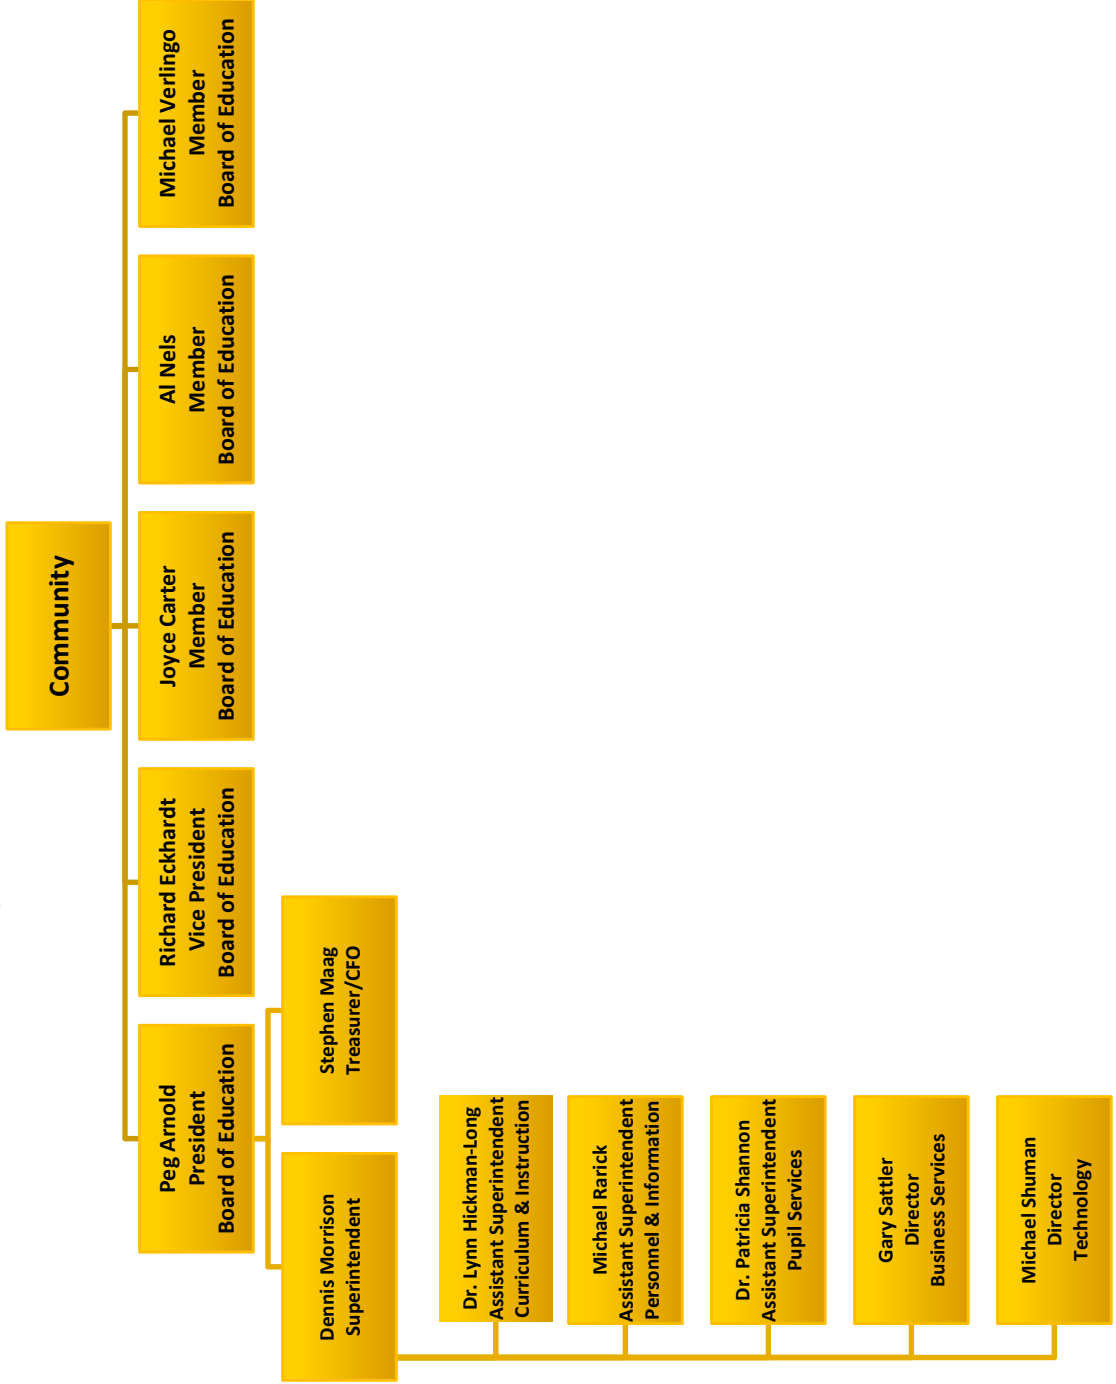 Community
Peg Arnold
President
Board of Education
Richard Eckhardt
Vice President
Board of Education
Joyce Carter
Member
Board of Education
Al Nels
Member
Board of Education
Michael Verlingo
Member
Board of Education
Dennis Morrison
Superintendent
Stephen Maag
Treasurer/CFO
Dr. Lynn Hickman-Long
Assistant Superintendent
Curriculum & Instruction
Michael Rarick
Assistant Superintendent
Personnel & Information
Dr. Patricia Shannon
Assistant Superintendent
Pupil Services
Gary Sattler
Director
Business Services
Michael Shuman
Director
Technology